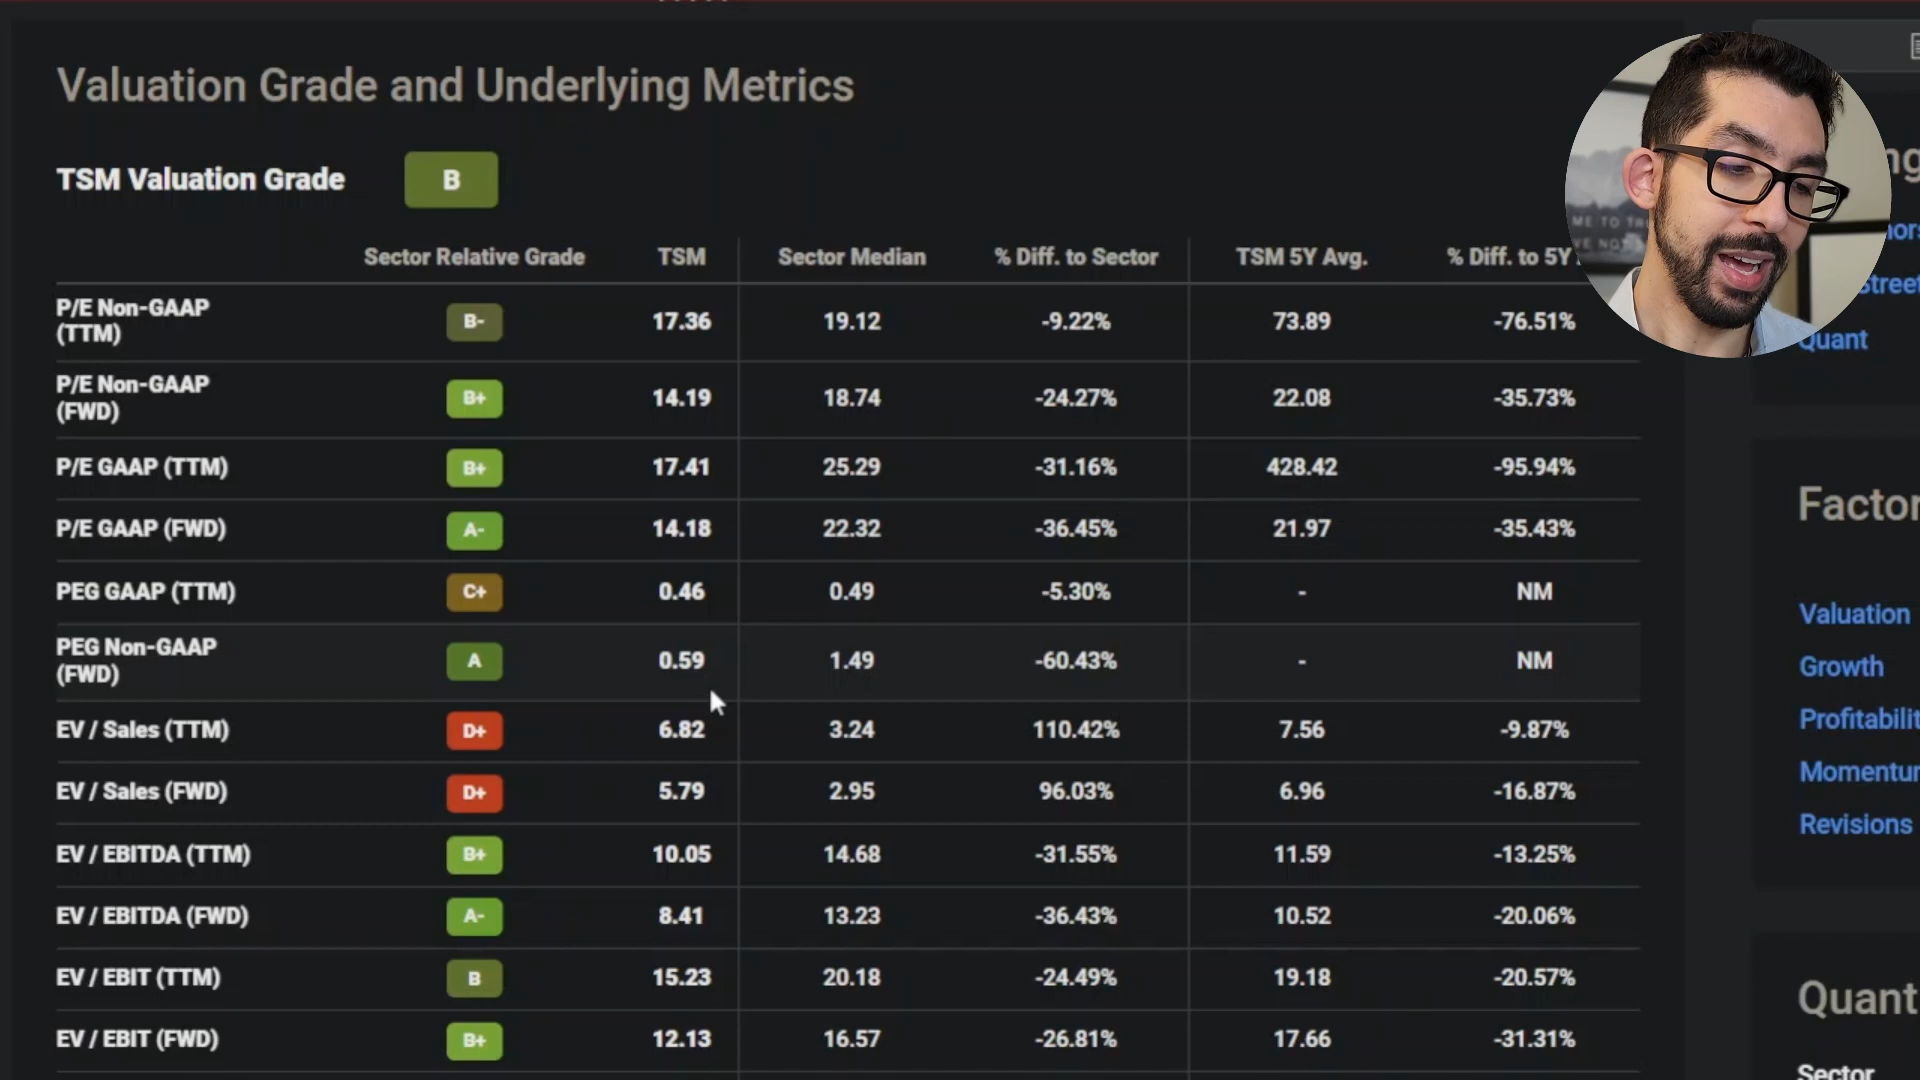 Valuation Grade and Underlying Metrics
TSM Valuation Grade B
Sector Relative Grade TSM Sector Median % Diff. to Sector TSM 5Y Avg. % Diff. to 5Y
P/E Non-GAAP
(TTM) B- 17.36 19.12 -9.22% 73.89 -76.51%
P/E Non-GAAP
(FWD) B+ 14.19 18.74 -24.27% 22.08 -35.73%
P/E GAAP (TTM) B+ 17.41 25.29 -31.16% 428.42 -95.94%
P/E GAAP (FWD) A- 14.18 22.32 -36.45% 21.97 -35.43%
PEG GAAP (TTM) C+ 0.46 0.49 -5.30% - NM
PEG Non-GAAP
(FWD) A 0.59 1.49 -60.43% - NM
EV / Sales (TTM) D+ 6.82 3.24 110.42% 7.56 -9.87%
EV / Sales (FWD) D+ 5.79 2.95 96.03% 6.96 -16.87%
EV / EBITDA (TTM) B+ 10.05 14.68 -31.55% 11.59 -13.25%
EV / EBITDA (FWD) A- 8.41 13.23 -36.43% 10.52 -20.06%
EV / EBIT (TTM) B 15.23 20.18 -24.49% 19.18 -20.57%
EV / EBIT (FWD) B+ 12.13 16.57 -26.81% 17.66 -31.31%
ME TO
Street
Quant
Factor
Valuation
Growth
Profitabilit
Momentum
Revisions
Quant
Sector